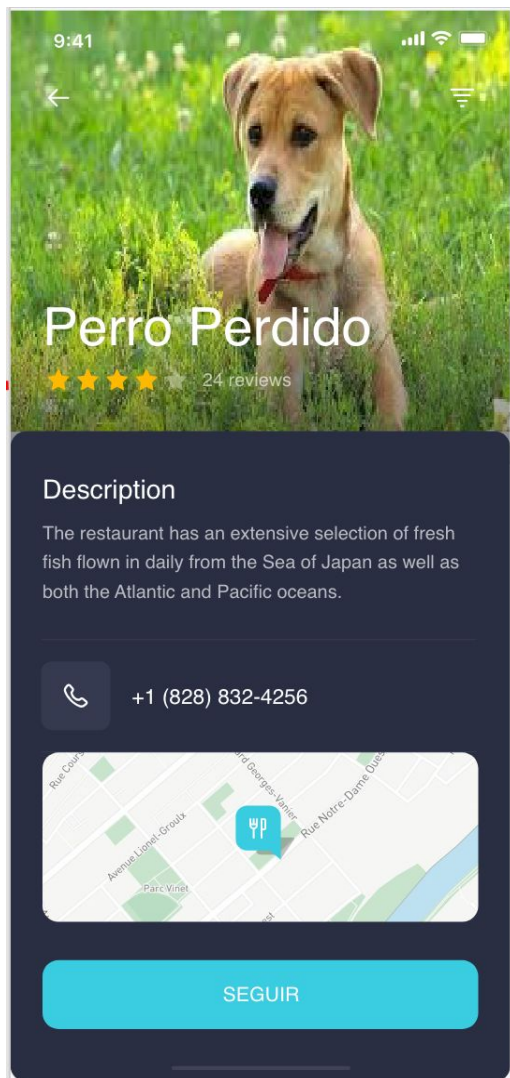 9:41
Perro Perdido
24 reviews
Description
The restaurant has an extensive selection of fresh
fish flown in daily from the Sea of Japan as well as
both the Atlantic and Pacific oceans.
+1 (828) 832-4256
Rue Cours
rd Georges-Vanier
Rue Notre-Dame Oues
Avenue Lionel-Groulx
Parc Vinet
est
SEGUIR